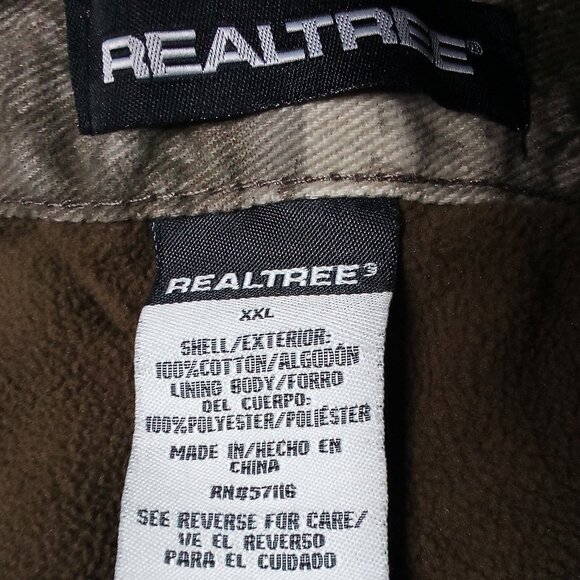 REALTREE®
REALTREE®
XXL
SHELL/EXTERIOR:
100%COTTON/ALGODÓN
LINING BODY/FORRO
DEL CUERPO:
100%POLYESTER/POLIÉSTER
MADE IN/HECHO EN
CHINA
RN#57116
SEE REVERSE FOR CARE/
VE EL REVERSO
PARA EL CUIDADO